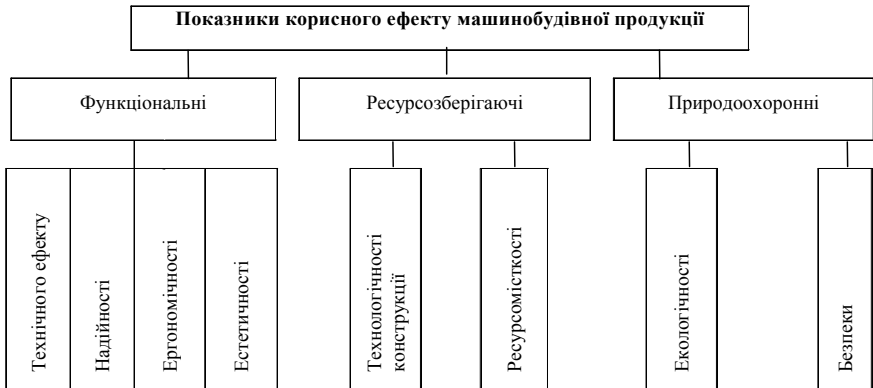 Показники корисного ефекту машинобудівної продукції
Функціональні
Ресурсозберігаючі
Природоохоронні
Технічного ефекту
Надійності
Ергономічності
Естетичності
Технологічності
конструкції
Ресурсомісткості
Екологічності
Безпеки